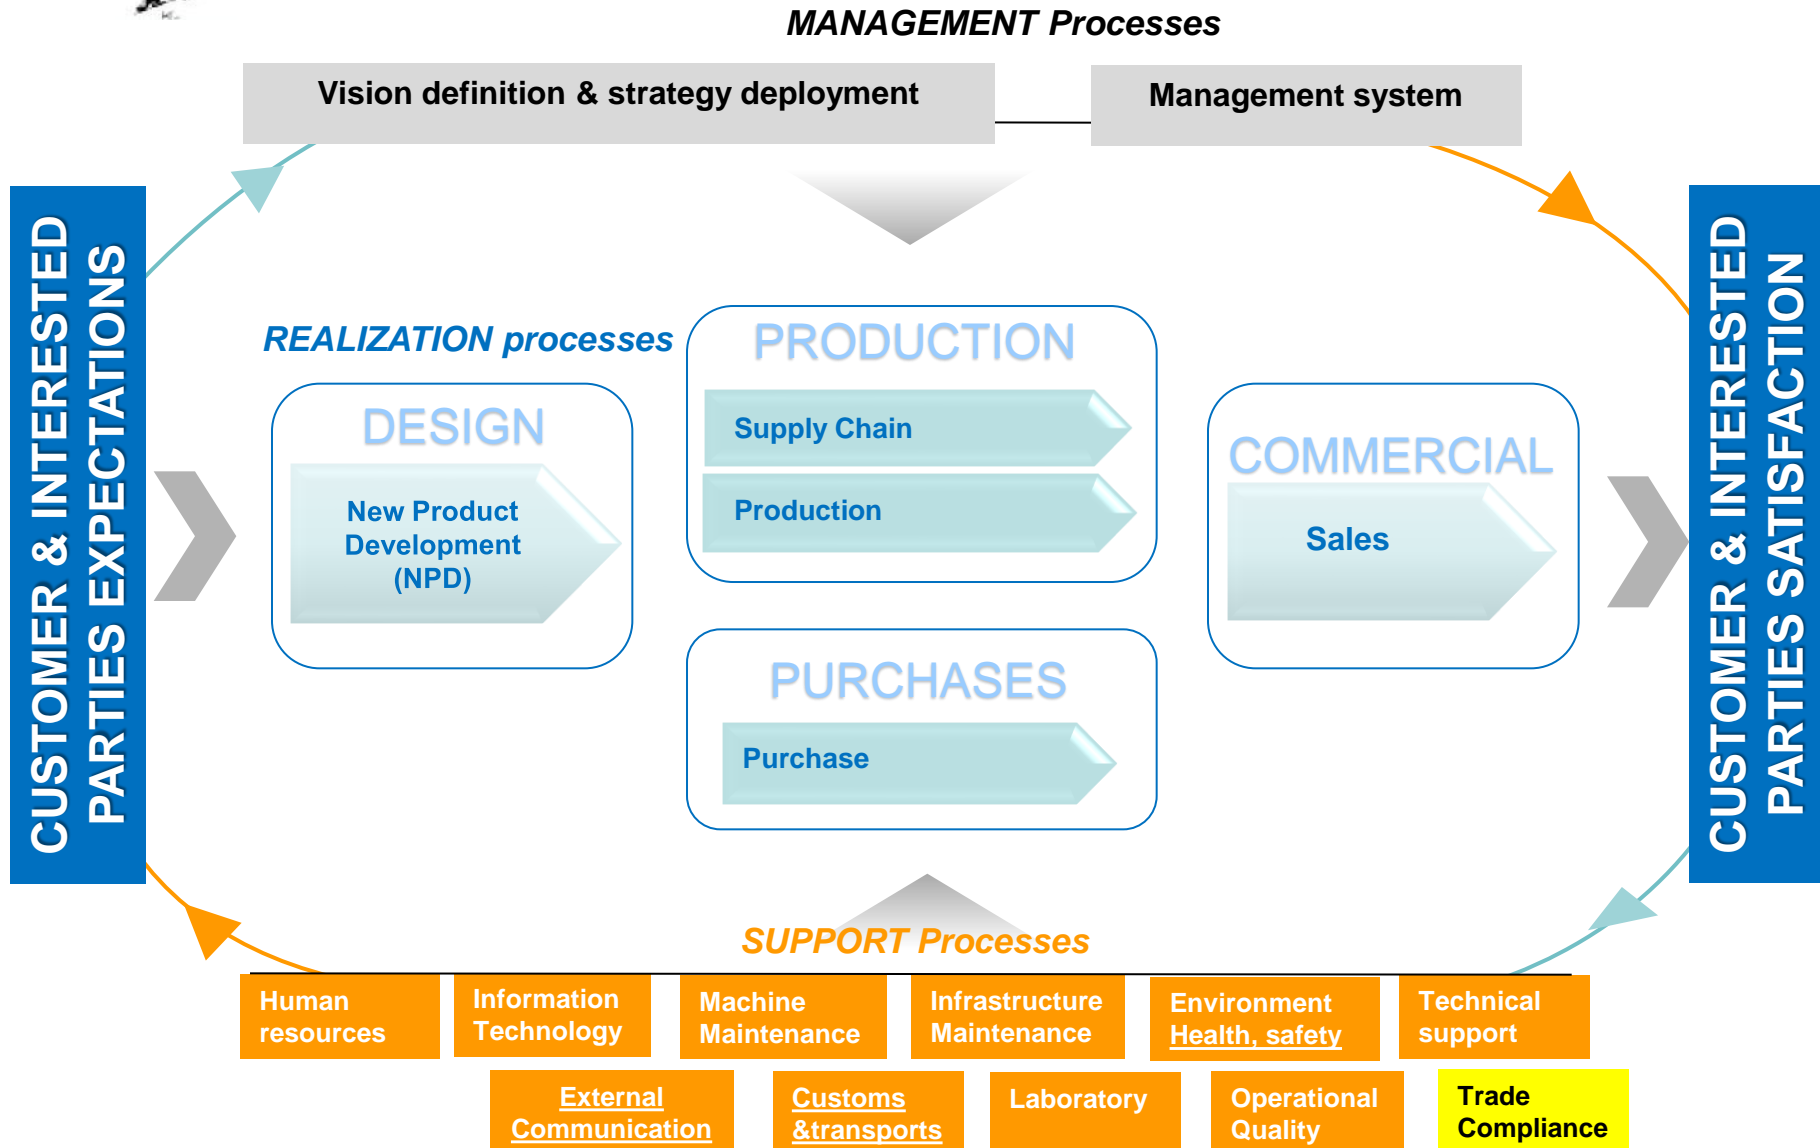 MANAGEMENT Processes
Vision definition & strategy deployment
Management system
CUSTOMER & INTERESTED
PARTIES EXPECTATIONS
REALIZATION processes
DESIGN
New Product
Development
(NPD)
PRODUCTION
Supply Chain
Production
PURCHASES
Purchase
COMMERCIAL
Sales
CUSTOMER & INTERESTED
PARTIES SATISFACTION
SUPPORT Processes
Human
resources
Information
Technology
Machine
Maintenance
Infrastructure
Maintenance
Environment
Health, safety
Technical
support
External
Communication
Customs
&transports
Laboratory
Operational
Quality
Trade
Compliance